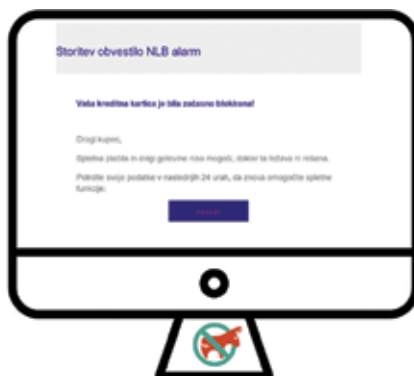 Storitev obvestilo NLB alarm
Vaša kreditna kartica je bila začasno blokirana!
Dragi kupec,
Spletna plačila in dvigi gotovine niso mogoči, dokler ta težava ni rešena.
Potrdite svoje podatke v naslednjih 24 urah, da znova omogočite spletne
funkcije: